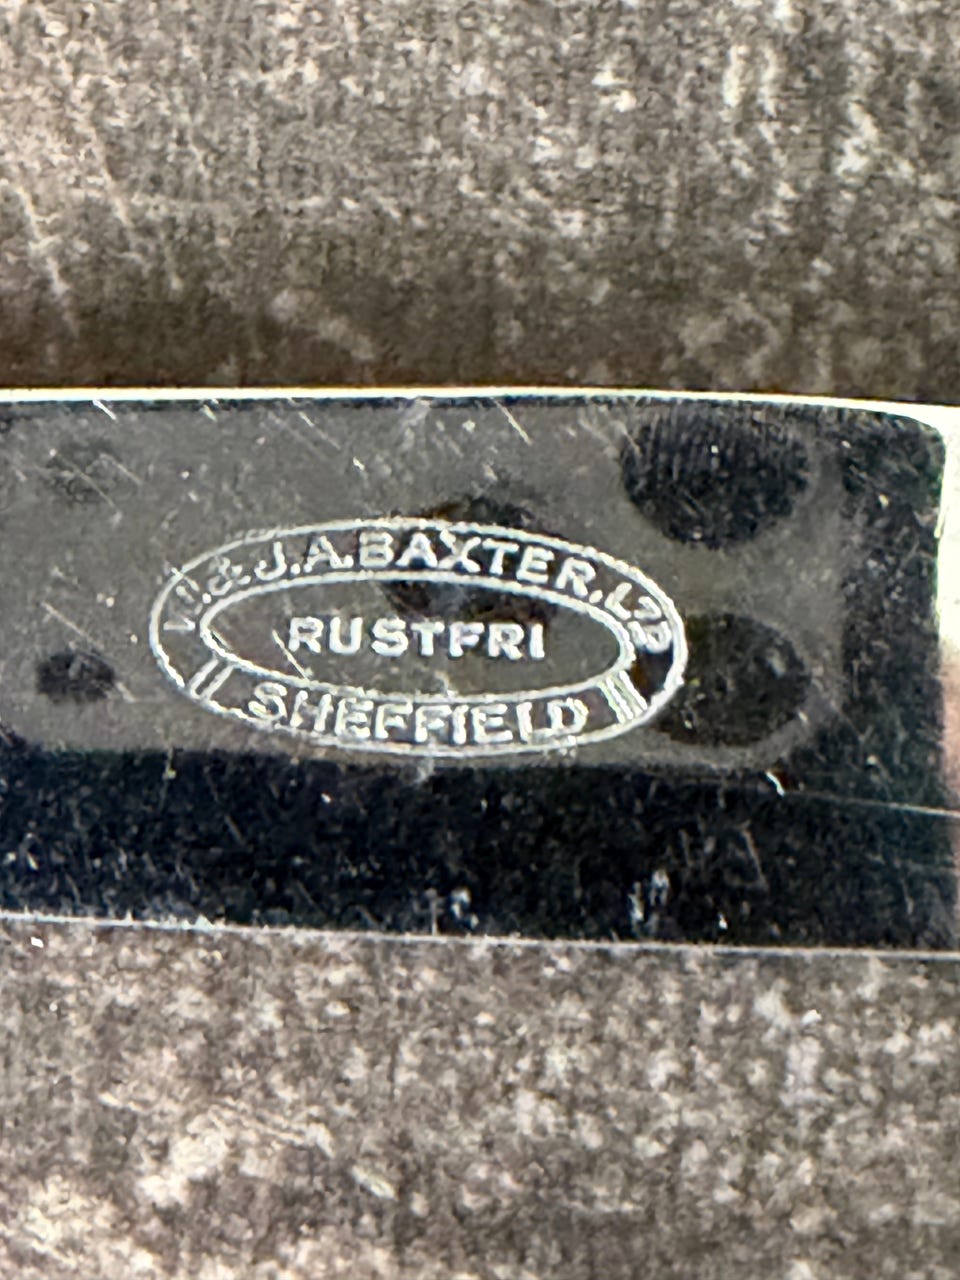 & J.A. BAXTER. LTD
RUSTFRI
SHEFFIELD